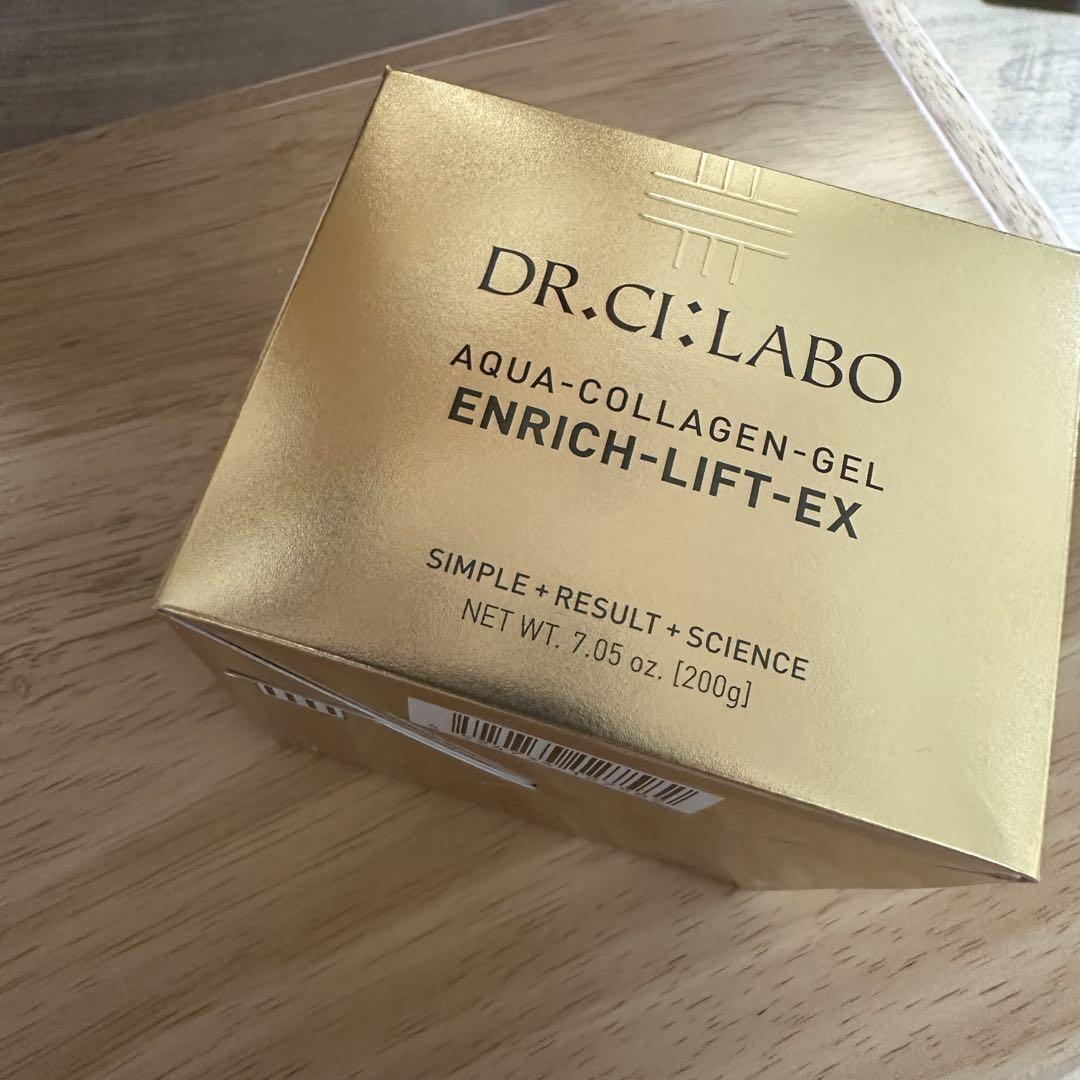 DR.CI:LABO
AQUA-COLLAGEN-GEL
ENRICH-LIFT-EX
SIMPLE + RESULT + SCIENCE
NET WT. 7.05 oz. [200g]